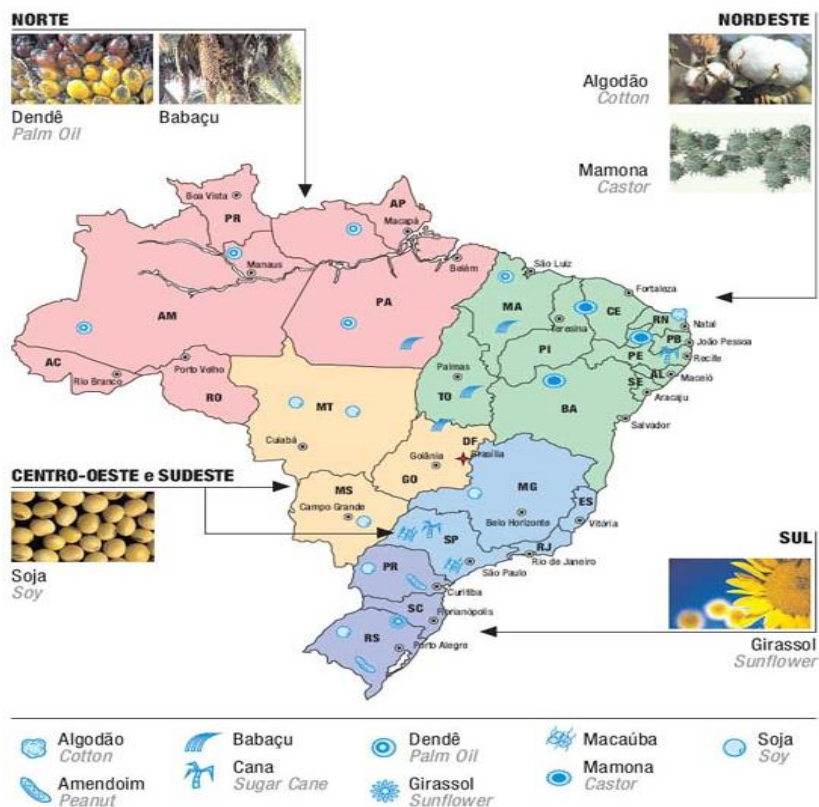 NORTE
NORDESTE
Dendê
Palm Oil
Babaçu
Algodão
Cotton
Mamona
Castor
Boa Vista
PR
AP
Macapá
Manaus
Belém
São Luiz
Fortaleza
AM
PA
MA
Teresina
CE
RN
Natal
PB
João Pessoa
PI
PE
Recife
AC
Rio Branco
Porto Velho
RO
Palmas
TO
AL
Maceió
SE
Aracaju
MT
BA
Salvador
Cuiabá
DF
Goiânia
Brasília
GO
CENTRO-OESTE e SUDESTE
MS
MG
Campo Grande
Belo Horizonte
ES
Vitória
SP
RJ
Rio de Janeiro
São Paulo
SUL
Soja
Soy
PR
Curitiba
SC
Florianópolis
RS
Porto Alegre
Girassol
Sunflower
Algodão
Cotton
Babaçu
Dendê
Palm Oil
Macaúba
Soja
Soy
Amendoim
Peanut
Cana
Sugar Cane
Girassol
Sunflower
Mamona
Castor